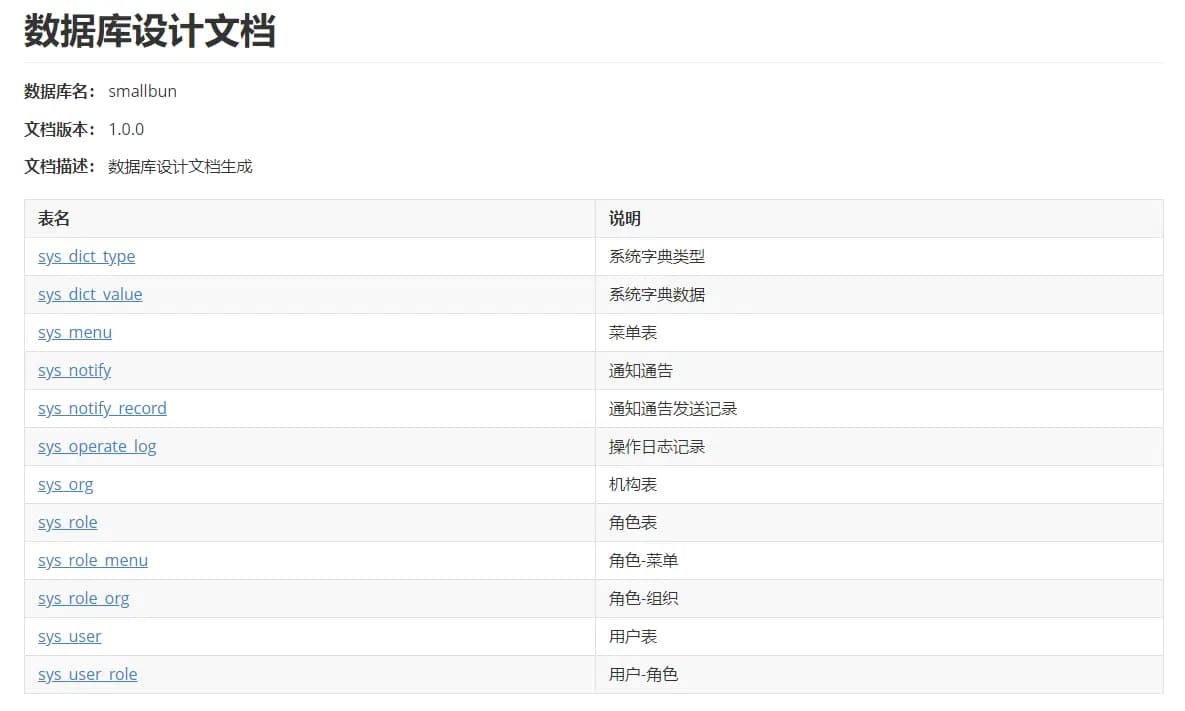 数据库设计文档
数据库名： smallbun
文档版本： 1.0.0
文档描述： 数据库设计文档生成
表名 说明
sys_dict_type 系统字典类型
sys_dict_value 系统字典数据
sys_menu 菜单表
sys_notify 通知通告
sys_notify_record 通知通告发送记录
sys_operate_log 操作日志记录
sys_org 机构表
sys_role 角色表
sys_role_menu 角色-菜单
sys_role_org 角色-组织
sys_user 用户表
sys_user_role 用户-角色